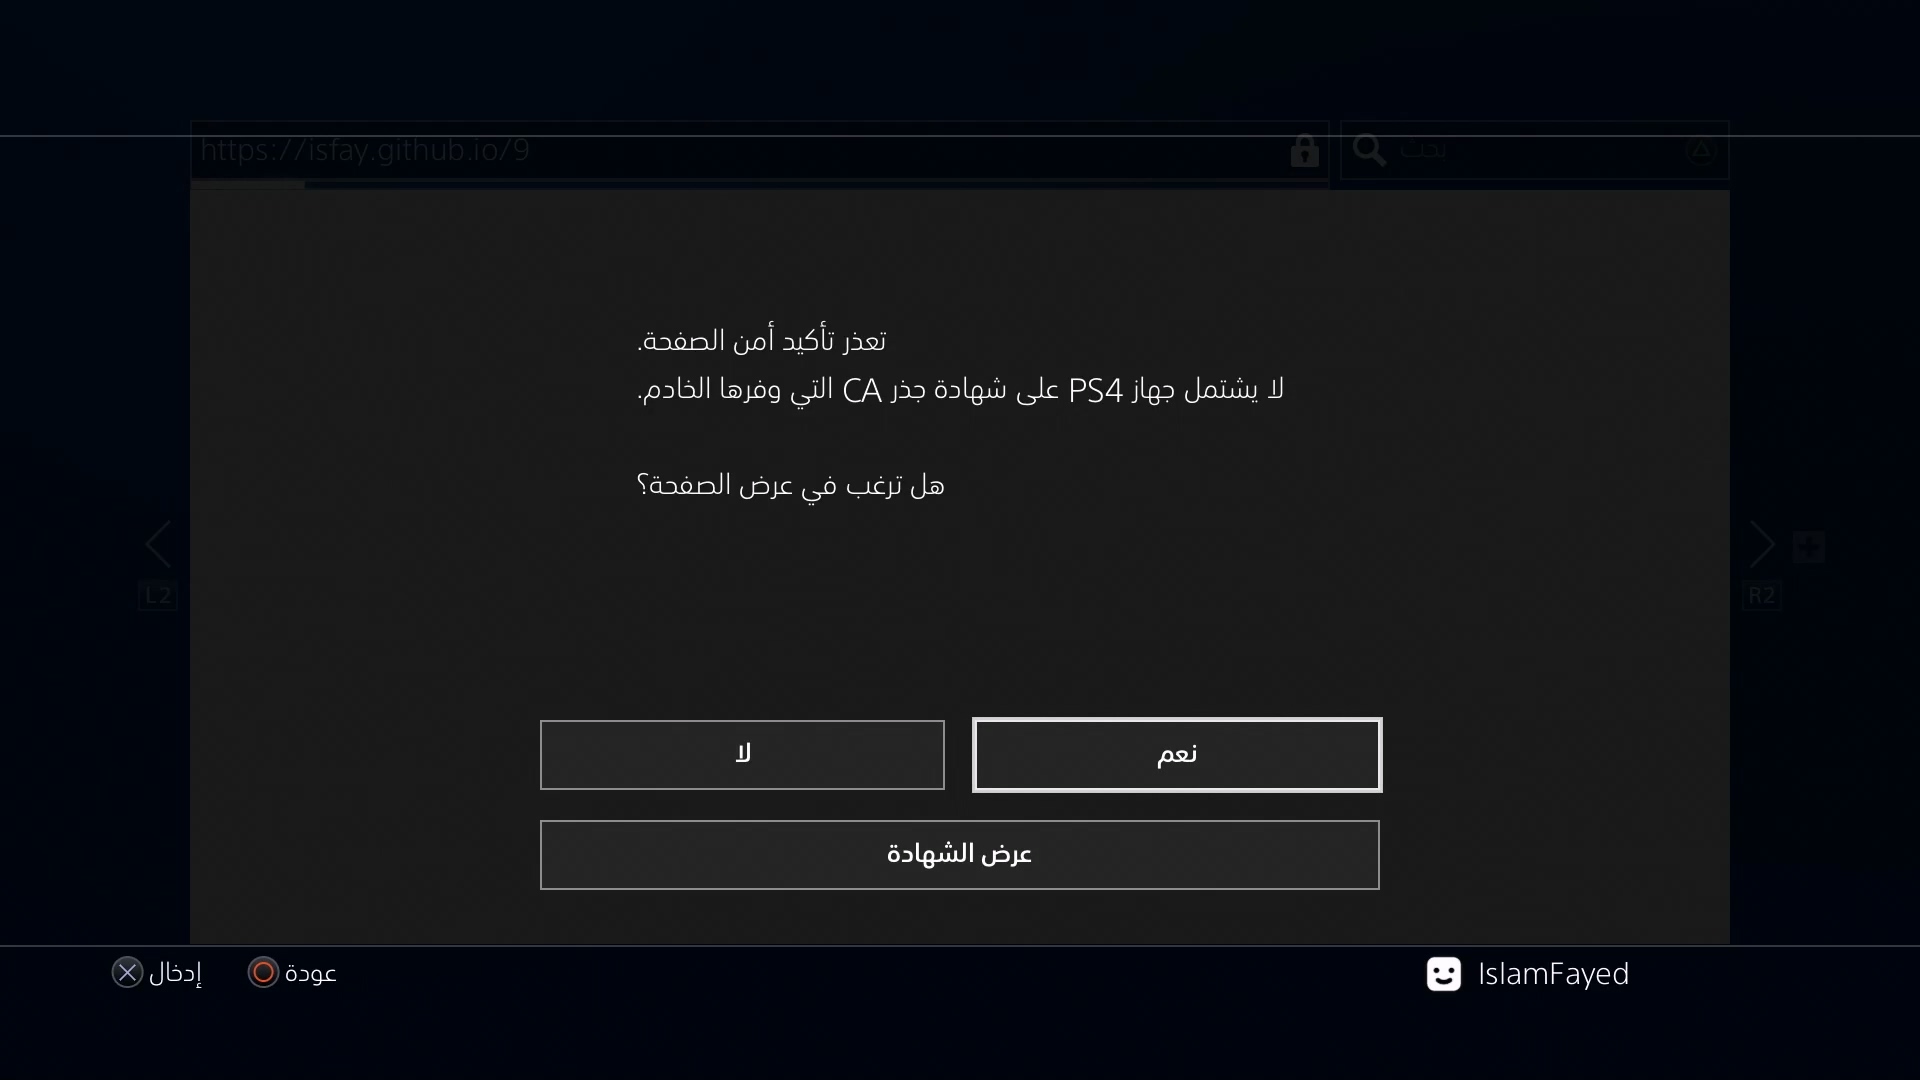 https://isfay.github.io/9
بحث
تعذر تأكيد أمن الصفحة.
لا يشتمل جهاز PS4 على شهادة جذر CA التي وفرها الخادم.
هل ترغب في عرض الصفحة؟
L2
R2
نعم
لا
عرض الشهادة
إدخال
عودة
IslamFayed